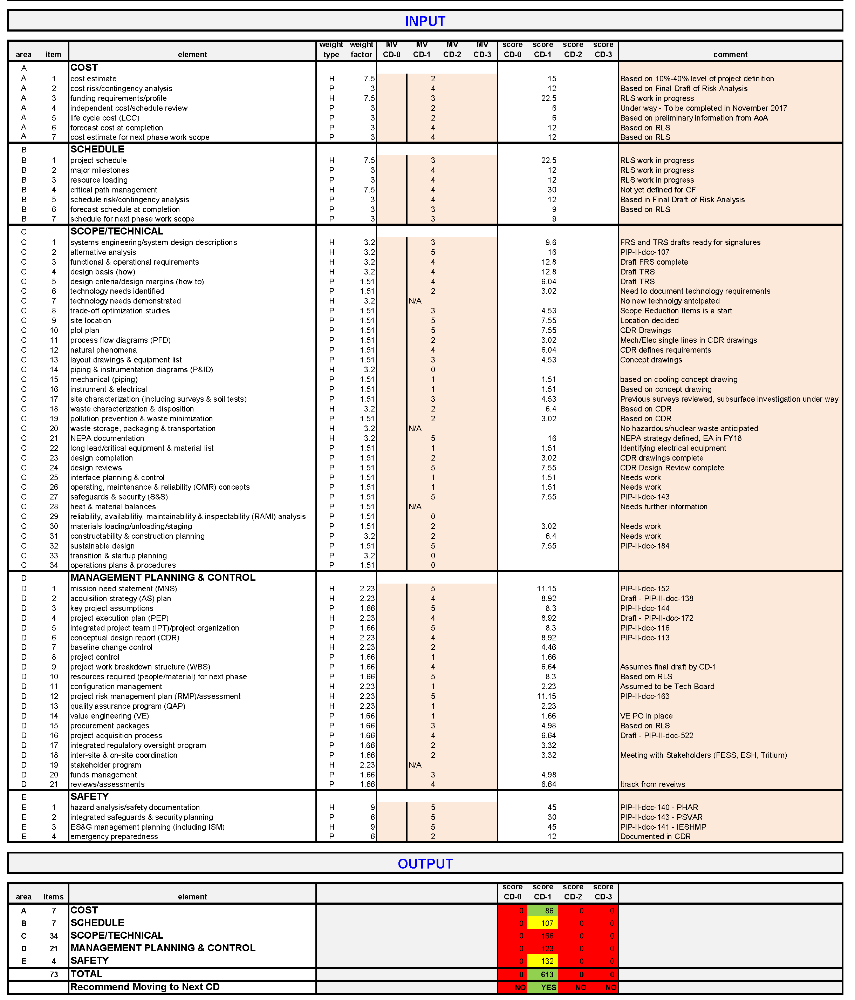 INPUT
weight weight MV MV MV MV score score score score
area item element type factor CD-0 CD-1 CD-2 CD-3 CD-0 CD-1 CD-2 CD-3 comment
A COST
A 1 cost estimate H 7.5 2 15 Based on 10%-40% level of project definition
A 2 cost risk/contingency analysis P 3 4 12 Based on Final Draft of Risk Analysis
A 3 funding requirements/profile H 7.5 3 22.5 RLS work in progress
A 4 independent cost/schedule review P 3 2 6 Under way - To be completed in November 2017
A 5 life cycle cost (LCC) P 3 2 6 Based on preliminary information from AoA
A 6 forecast cost at completion P 3 4 12 Based on RLS
A 7 cost estimate for next phase work scope P 3 4 12 Based on RLS
B SCHEDULE
B 1 project schedule H 7.5 3 22.5 RLS work in progress
B 2 major milestones P 3 4 12 RLS work in progress
B 3 resource loading P 3 4 12 RLS work in progress
B 4 critical path management H 7.5 4 30 Not yet defined for CF
B 5 schedule risk/contingency analysis P 3 4 12 Based in Final Draft of Risk Analysis
B 6 forecast schedule at completion P 3 3 9 Based on RLS
B 7 schedule for next phase work scope P 3 3 9
C SCOPE/TECHNICAL
C 1 systems engineering/system design descriptions H 3.2 3 9.6 FRS and TRS drafts ready for signatures
C 2 alternative analysis H 3.2 5 16 PIP-II-doc-107
C 3 functional & operational requirements H 3.2 4 12.8 Draft FRS complete
C 4 design basis (how) H 3.2 4 12.8 Draft TRS
C 5 design criteria/design margins (how to) P 1.51 4 6.04 Draft TRS
C 6 technology needs identified P 1.51 2 3.02 Need to document technology requirements
C 7 technology needs demonstrated H 3.2 N/A No new technolgy antcipated
C 8 trade-off optimization studies P 1.51 3 4.53 Scope Reduction Items is a start
C 9 site location P 1.51 5 7.55 Location decided
C 10 plot plan P 1.51 5 7.55 CDR Drawings
C 11 process flow diagrams (PFD) P 1.51 2 3.02 Mech/Elec single lines in CDR drawings
C 12 natural phenomena P 1.51 4 6.04 CDR defines requirements
C 13 layout drawings & equipment list P 1.51 3 4.53 Concept drawings
C 14 piping & instrumentation diagrams (P&ID) H 3.2 0
C 15 mechanical (piping) P 1.51 1 1.51 based on cooling concept drawing
C 16 instrument & electrical P 1.51 1 1.51 Based on concept drawing
C 17 site characterization (including surveys & soil tests) P 1.51 3 4.53 Previous surveys reviewed, subsurface investigation under way
C 18 waste characterization & disposition H 3.2 2 6.4 Based on CDR
C 19 pollution prevention & waste minimization P 1.51 2 3.02 Based on CDR
C 20 waste storage, packaging & transportation H 3.2 N/A No hazardous/nuclear waste anticipated
C 21 NEPA documentation H 3.2 5 16 NEPA strategy defined, EA in FY18
C 22 long lead/critical equipment & material list P 1.51 1 1.51 Identifying electrical equipment
C 23 design completion P 1.51 2 3.02 CDR drawings complete
C 24 design reviews P 1.51 5 7.55 CDR Design Review complete
C 25 interface planning & control P 1.51 1 1.51 Needs work
C 26 operating, maintenance & reliability (OMR) concepts P 1.51 1 1.51 Needs work
C 27 safeguards & security (S&S) P 1.51 5 7.55 PIP-II-doc-143
C 28 heat & material balances P 1.51 N/A Needs further information
C 29 reliability, availabilitiy, maintainability & inspectability (RAMI) analysis P 1.51 0
C 30 materials loading/unloading/staging P 1.51 2 3.02 Needs work
C 31 constructability & construction planning P 3.2 2 6.4 Needs work
C 32 sustainable design P 1.51 5 7.55 PIP-II-doc-184
C 33 transition & startup planning P 3.2 0
C 34 operations plans & procedures P 1.51 0
D MANAGEMENT PLANNING & CONTROL
D 1 mission need statement (MNS) H 2.23 5 11.15 PIP-II-doc-152
D 2 acquisition strategy (AS) plan H 2.23 4 8.92 Draft - PIP-II-doc-138
D 3 key project assumptions P 1.66 5 8.3 PIP-II-doc-144
D 4 project execution plan (PEP) H 2.23 4 8.92 Draft - PIP-II-doc-172
D 5 integrated project team (IPT)/project organization P 1.66 5 8.3 PIP-II-doc-116
D 6 conceptual design report (CDR) H 2.23 4 8.92 PIP-II-doc-113
D 7 baseline change control H 2.23 2 4.46
D 8 project control P 1.66 1 1.66
D 9 project work breakdown structure (WBS) P 1.66 4 6.64 Assumes final draft by CD-1
D 10 resources required (people/material) for next phase P 1.66 5 8.3 Based om RLS
D 11 configuration management H 2.23 1 2.23 Assumed to be Tech Board
D 12 project risk management plan (RMP)/assessment H 2.23 5 11.15 PIP-II-doc-163
D 13 quality assurance program (QAP) H 2.23 1 2.23
D 14 value engineering (VE) P 1.66 1 1.66 VE PO in place
D 15 procurement packages P 1.66 3 4.98 Based on RLS
D 16 project acquisition process P 1.66 4 6.64 Draft - PIP-II-doc-522
D 17 integrated regulatory oversight program P 1.66 2 3.32
D 18 inter-site & on-site coordination P 1.66 2 3.32 Meeting with Stakeholders (FESS, ESH, Tritium)
D 19 stakeholder program H 2.23 N/A
D 20 funds management P 1.66 3 4.98
D 21 reviews/assessments P 1.66 4 6.64 Itrack from reveiws
E SAFETY
E 1 hazard analysis/safety documentation H 9 5 45 PIP-II-doc-140 - PHAR
E 2 integrated safeguards & security planning P 6 5 30 PIP-II-doc-143 - PSVAR
E 3 ES&G management planning (including ISM) H 9 5 45 PIP-II-doc-141 - IESHMP
E 4 emergency preparedness P 6 2 12 Documented in CDR
OUTPUT
score score score score
area items element CD-0 CD-1 CD-2 CD-3
A 7 COST 0 86 0 0
B 7 SCHEDULE 0 107 0 0
C 34 SCOPE/TECHNICAL 0 166 0 0
D 21 MANAGEMENT PLANNING & CONTROL 0 123 0 0
E 4 SAFETY 0 132 0 0
73 TOTAL 0 613 0 0
Recommend Moving to Next CD NO YES NO NO